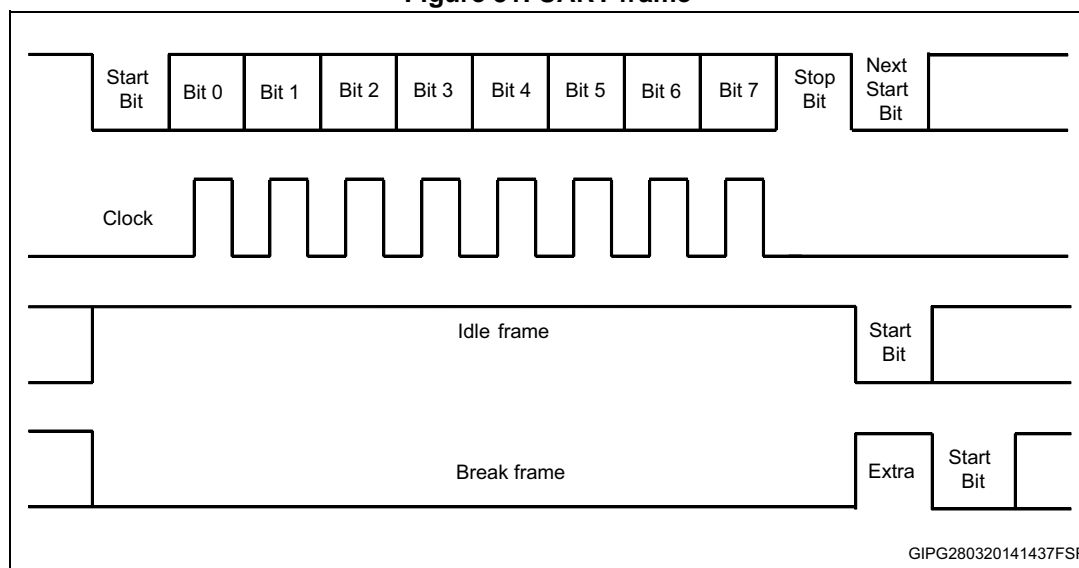 Start Bit
Bit 0
Bit 1
Bit 2
Bit 3
Bit 4
Bit 5
Bit 6
Bit 7
Stop Bit
Next Start Bit
Clock
Idle frame
Start Bit
Break frame
Extra
Start Bit